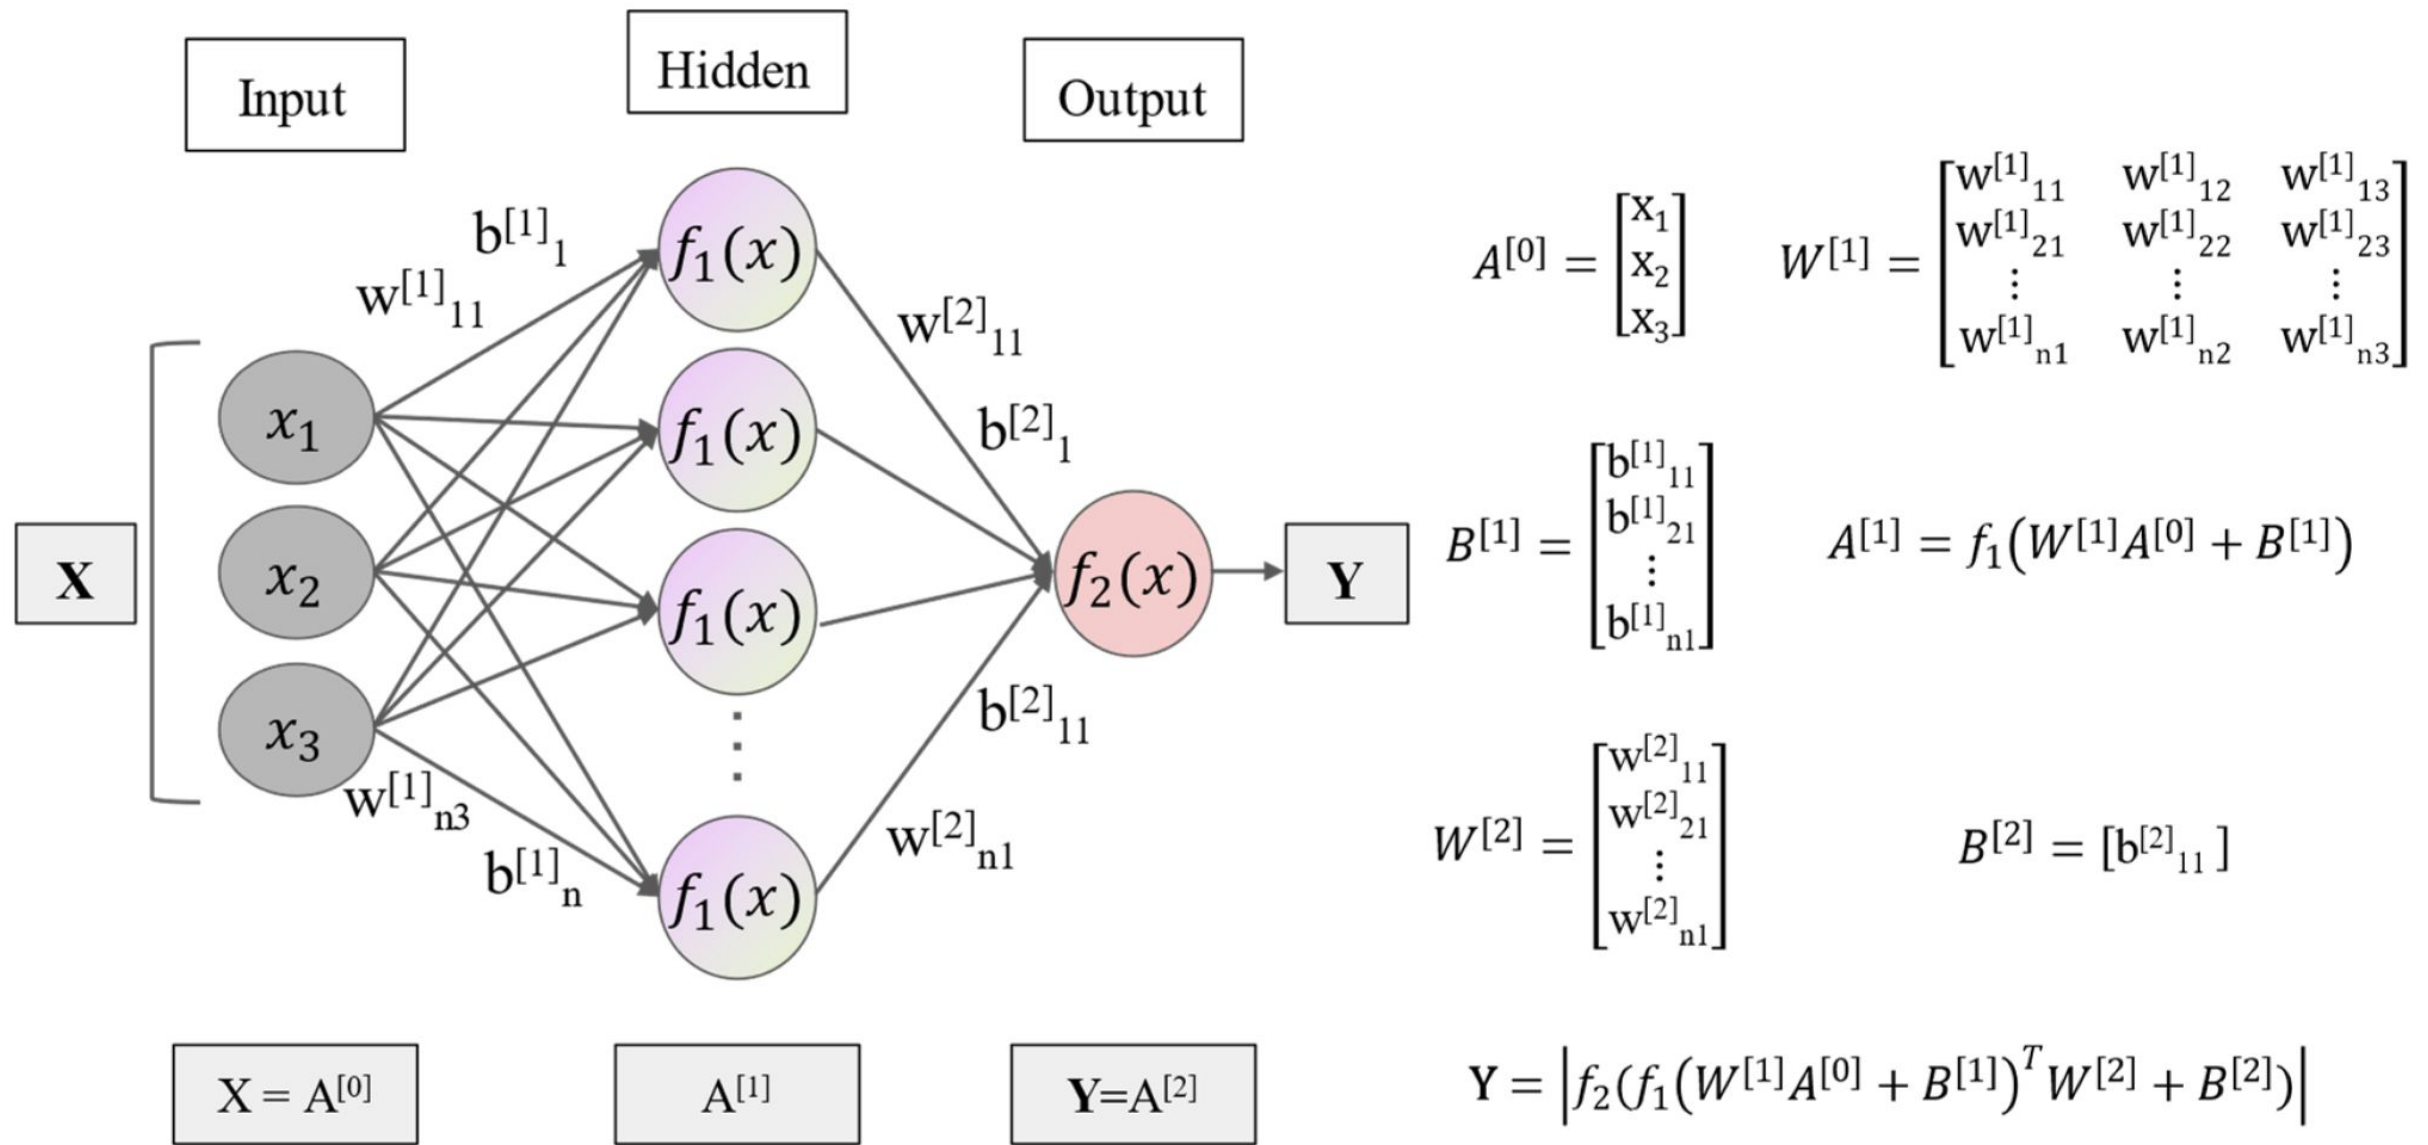 Input
Hidden
Output
b[1]1
w[1]11
f1(x)
f1(x)
f1(x)
f1(x)
x1
x2
x3
X
w[1]n3
b[1]n
w[2]11
b[2]1
b[2]11
w[2]n1
f2(x)
Y
X = A[0]
A[1]
Y=A[2]
A[0] = [x1 x2 x3]
W[1] = [w[1]11 w[1]12 w[1]13
w[1]21 w[1]22 w[1]23
⋮ ⋮ ⋮
w[1]n1 w[1]n2 w[1]n3]
B[1] = [b[1]11 b[1]21 ⋮ b[1]n1]
A[1] = f1(W[1]A[0] + B[1])
W[2] = [w[2]11 w[2]21 ⋮ w[2]n1]
B[2] = [b[2]11 ]
Y = |f2(f1(W[1]A[0] + B[1])T W[2] + B[2])|